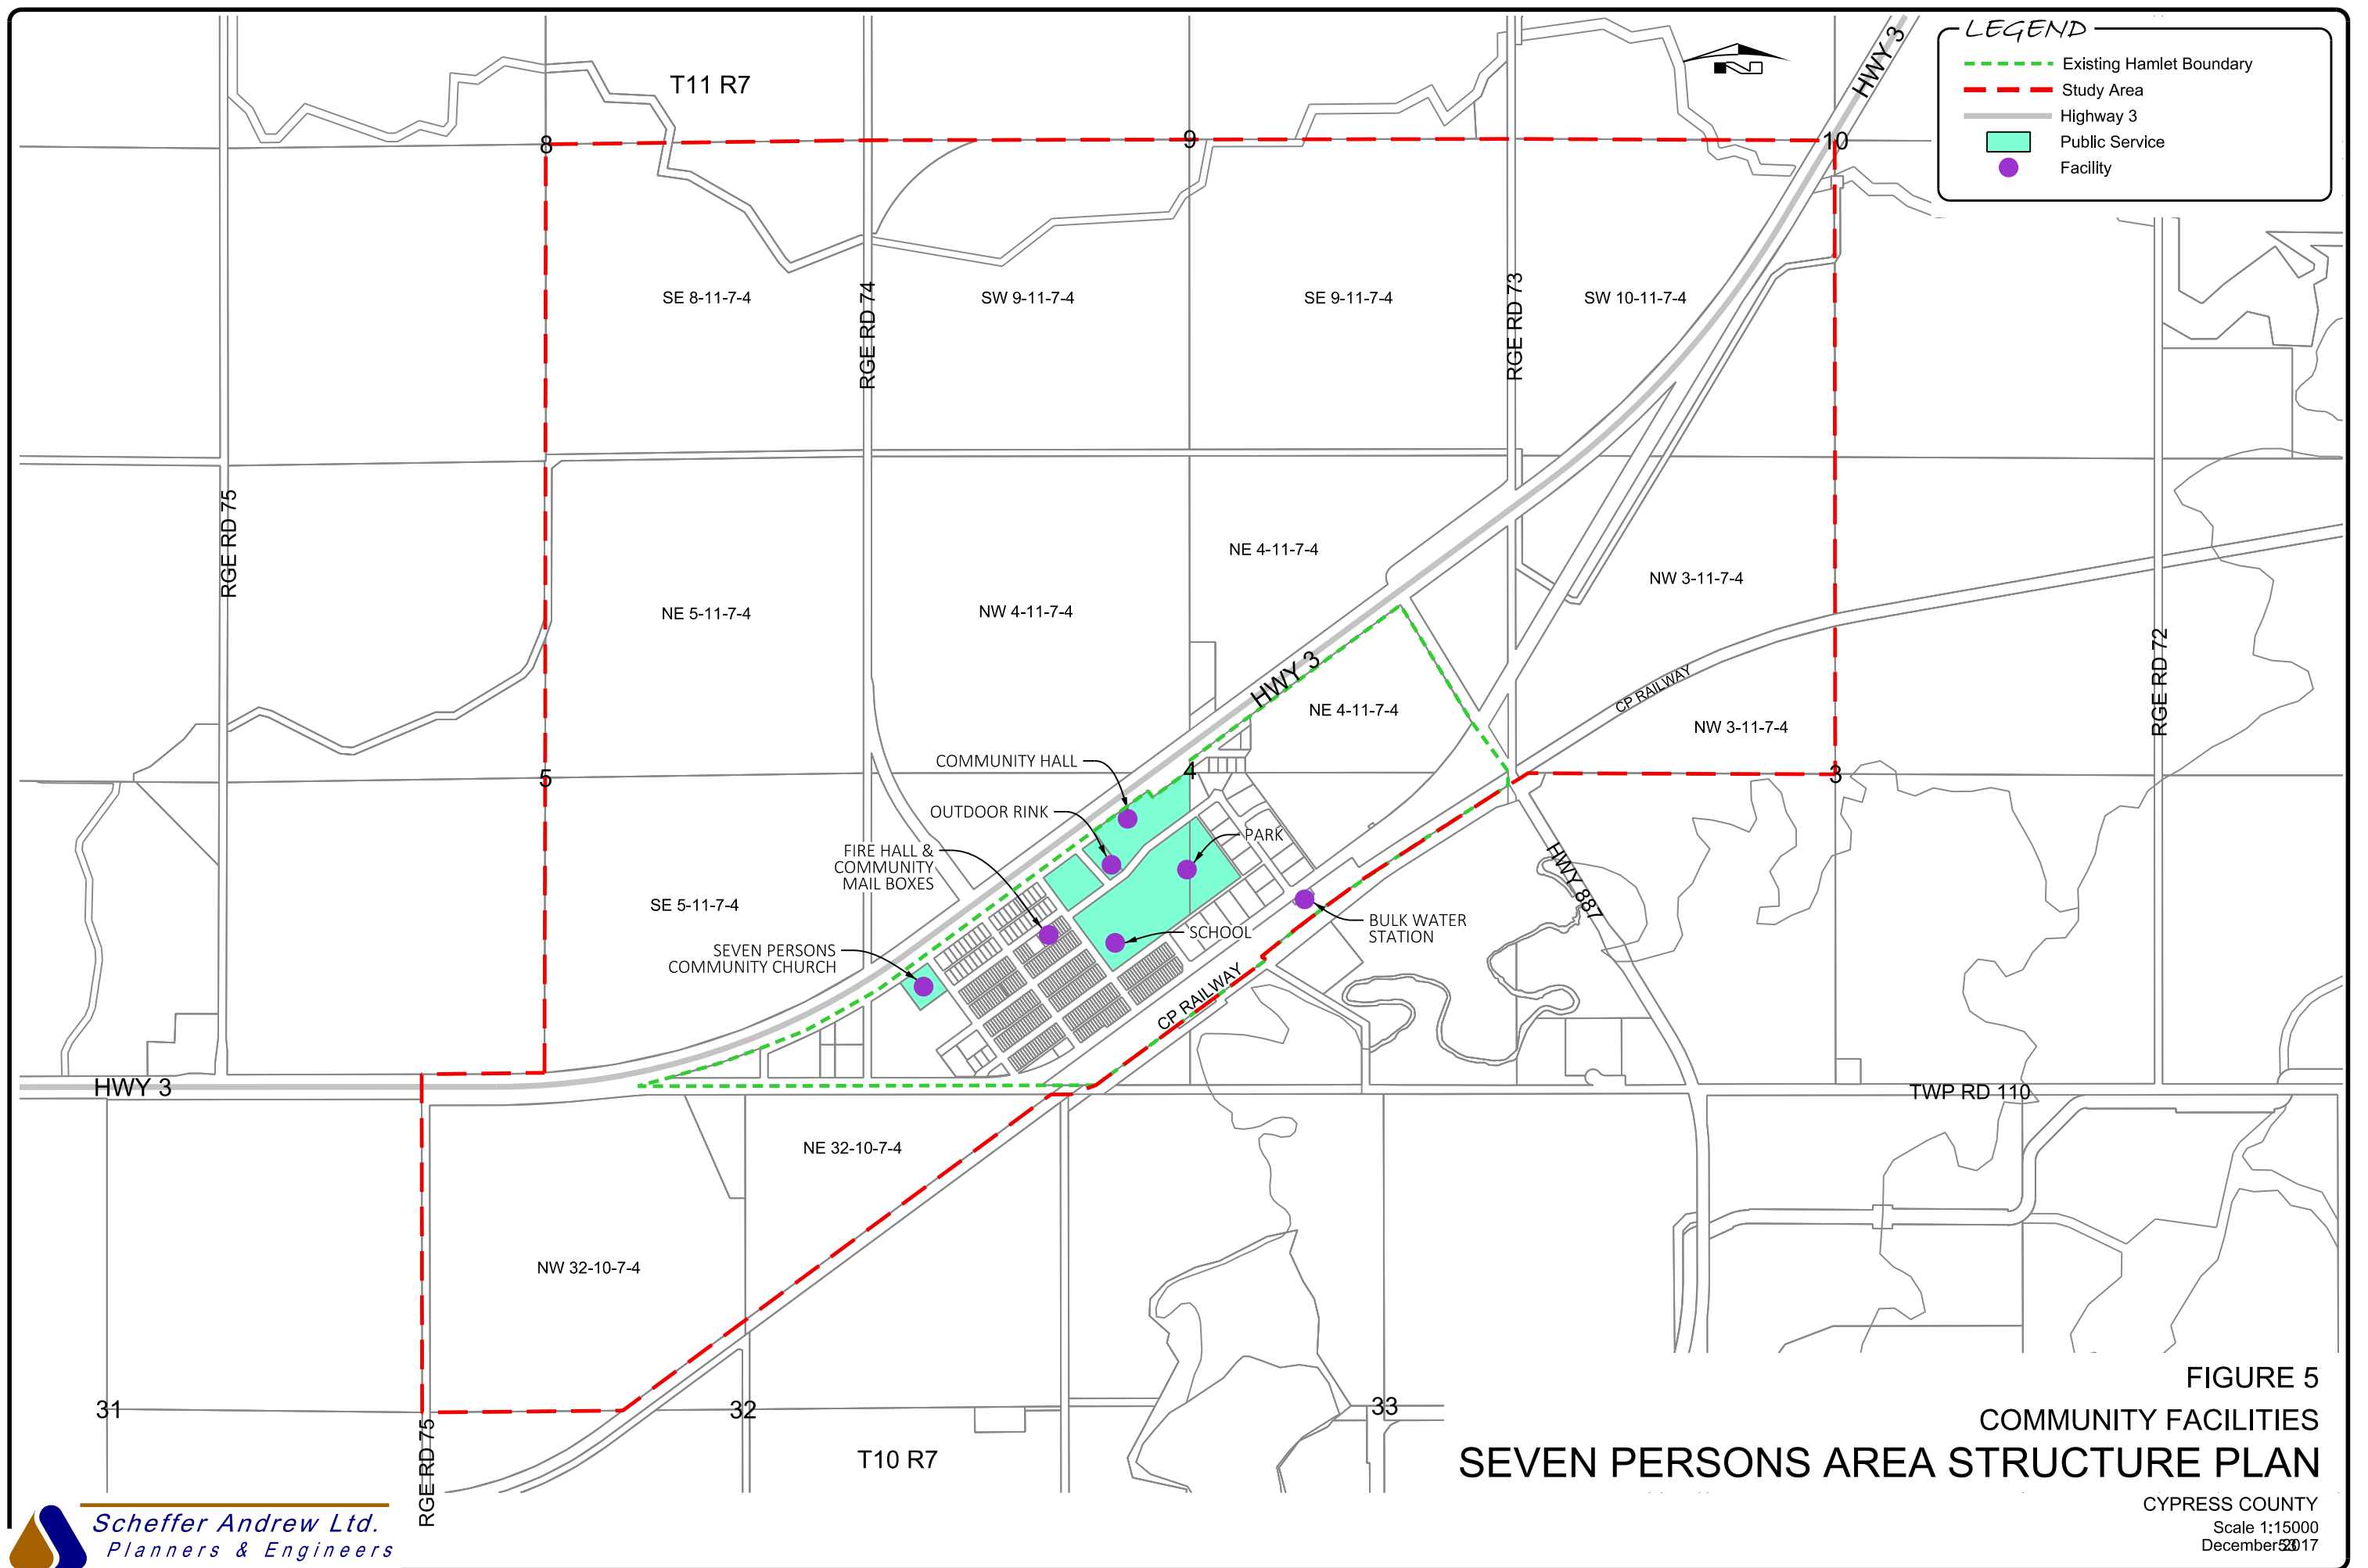 LEGEND
Existing Hamlet Boundary
Study Area
Highway 3
Public Service
Facility
HWY 3
T11 R7
8
9
10
SE 8-11-7-4
SW 9-11-7-4
SE 9-11-7-4
SW 10-11-7-4
RGE RD 74
RGE RD 73
RGE RD 75
NE 4-11-7-4
NW 3-11-7-4
NE 5-11-7-4
NW 4-11-7-4
HWY 3
NE 4-11-7-4
CP RAILWAY
NW 3-11-7-4
RGE RD 72
COMMUNITY HALL
5
4
3
OUTDOOR RINK
PARK
FIRE HALL &
COMMUNITY
MAIL BOXES
HWY 887
SE 5-11-7-4
BULK WATER
STATION
SCHOOL
SEVEN PERSONS
COMMUNITY CHURCH
CP RAILWAY
HWY 3
TWP RD 110
NE 32-10-7-4
NW 32-10-7-4
31
32
33
RGE RD 75
T10 R7
FIGURE 5
COMMUNITY FACILITIES
SEVEN PERSONS AREA STRUCTURE PLAN
CYPRESS COUNTY
Scale 1:15000
December 2017
Scheffer Andrew Ltd.
Planners & Engineers